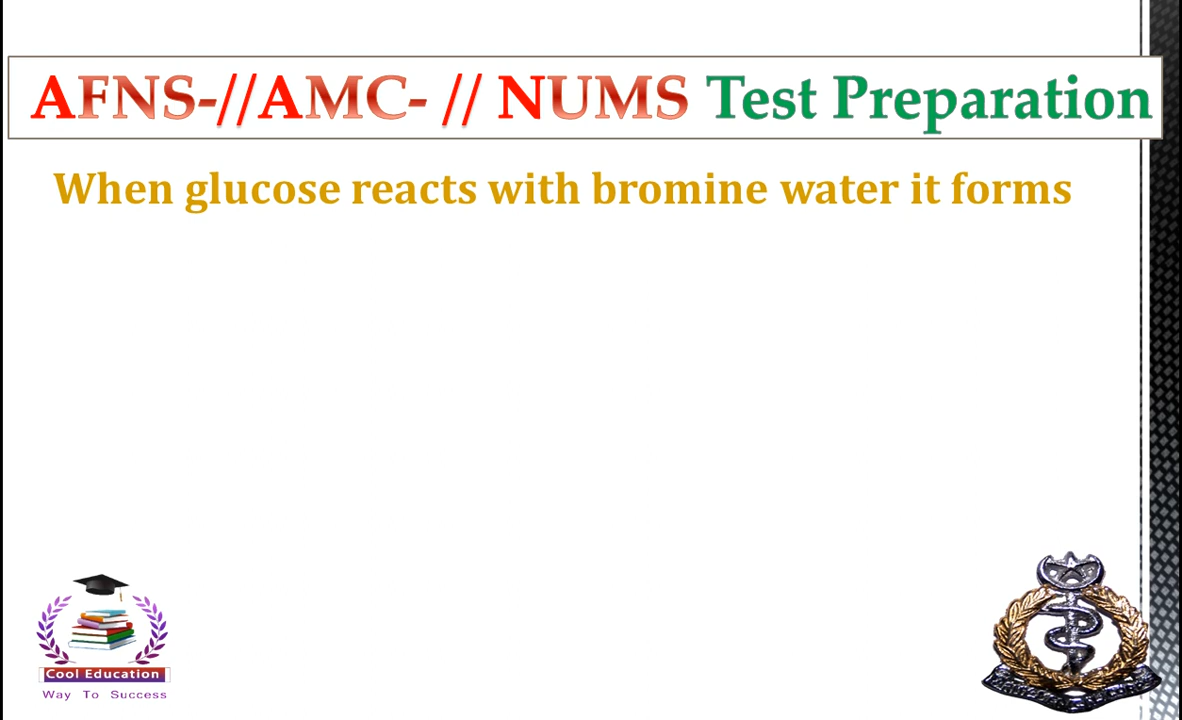 AFNS-//AMC- // NUMS Test Preparation
When glucose reacts with bromine water it forms
Cool Education
Way To Success